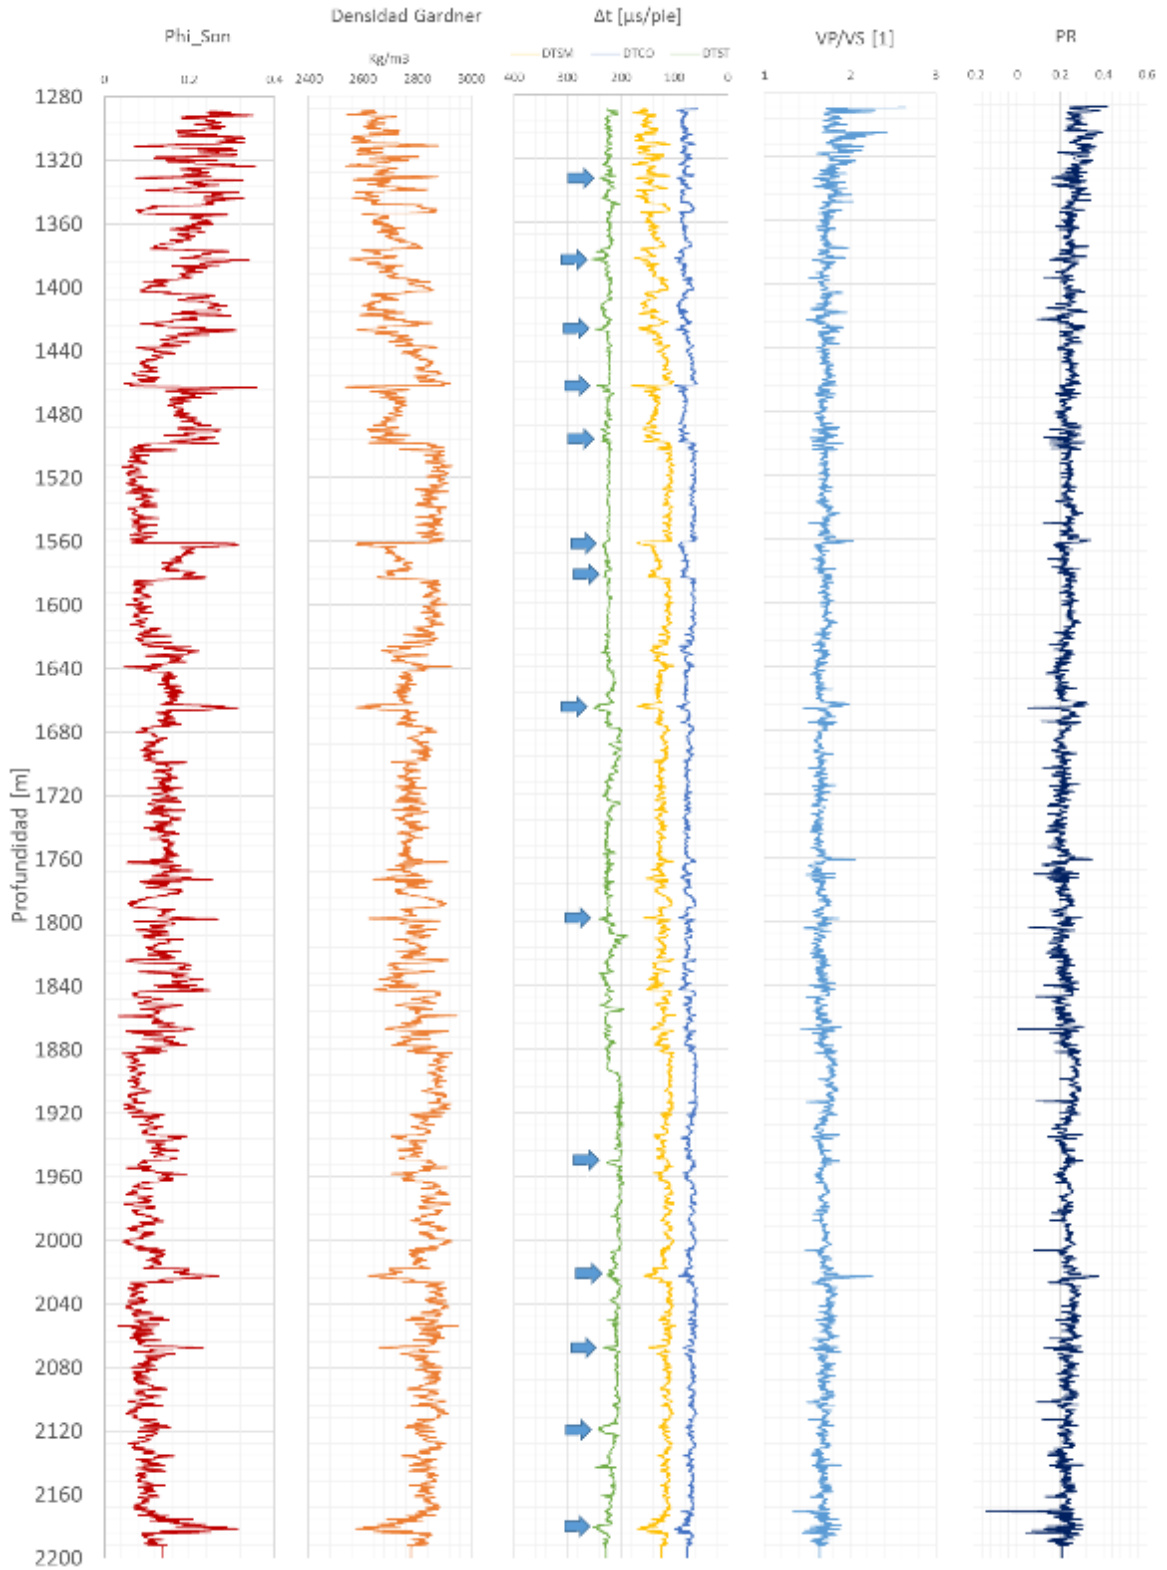 Phi_Son
Densidad Gardner
Δt [µs/pie]
VP/VS [1]
PR
Kg/m3
DTSM DTCO DTST
0 0.2 0.4
2400 2600 2800 3000
400 300 200 100 0
1 2 3
0.2 0 0.2 0.4 0.6
Profundidad [m]
1280
1320
1360
1400
1440
1480
1520
1560
1600
1640
1680
1720
1760
1800
1840
1880
1920
1960
2000
2040
2080
2120
2160
2200